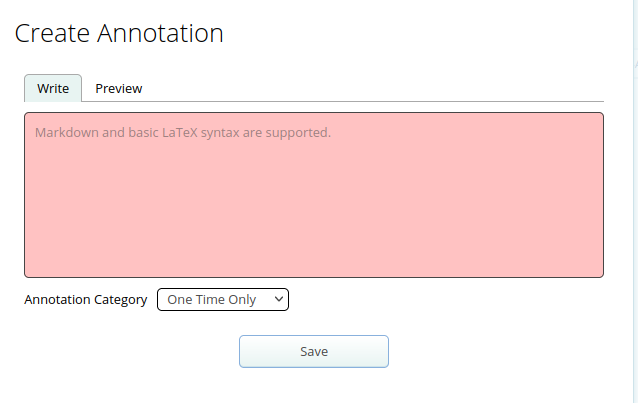 Create Annotation
Write Preview
Markdown and basic LaTeX syntax are supported.
Annotation Category One Time Only
Save